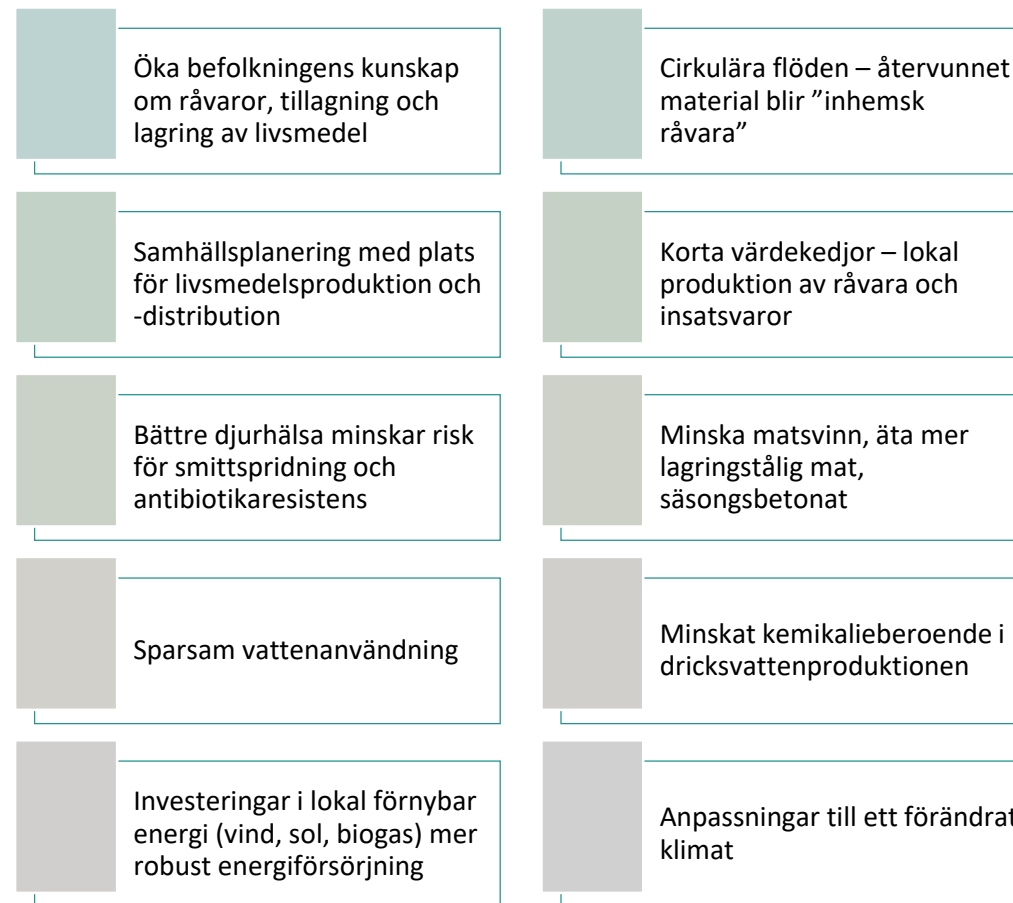 Öka befolkningens kunskap
om råvaror, tillagning och
lagring av livsmedel
Cirkulära flöden – återvunnet
material blir ”inhemsk
råvara”
Samhällsplanering med plats
för livsmedelsproduktion och
-distribution
Korta värdekedjor – lokal
produktion av råvara och
insatsvaror
Bättre djurhälsa minskar risk
för smittspridning och
antibiotikaresistens
Minska matsvinn, äta mer
lagringstålig mat,
säsongsbetonat
Sparsam vattenanvändning
Minskat kemikalieberoende i
dricksvattenproduktionen
Investeringar i lokal förnybar
energi (vind, sol, biogas) mer
robust energiförsörjning
Anpassningar till ett förändrat
klimat